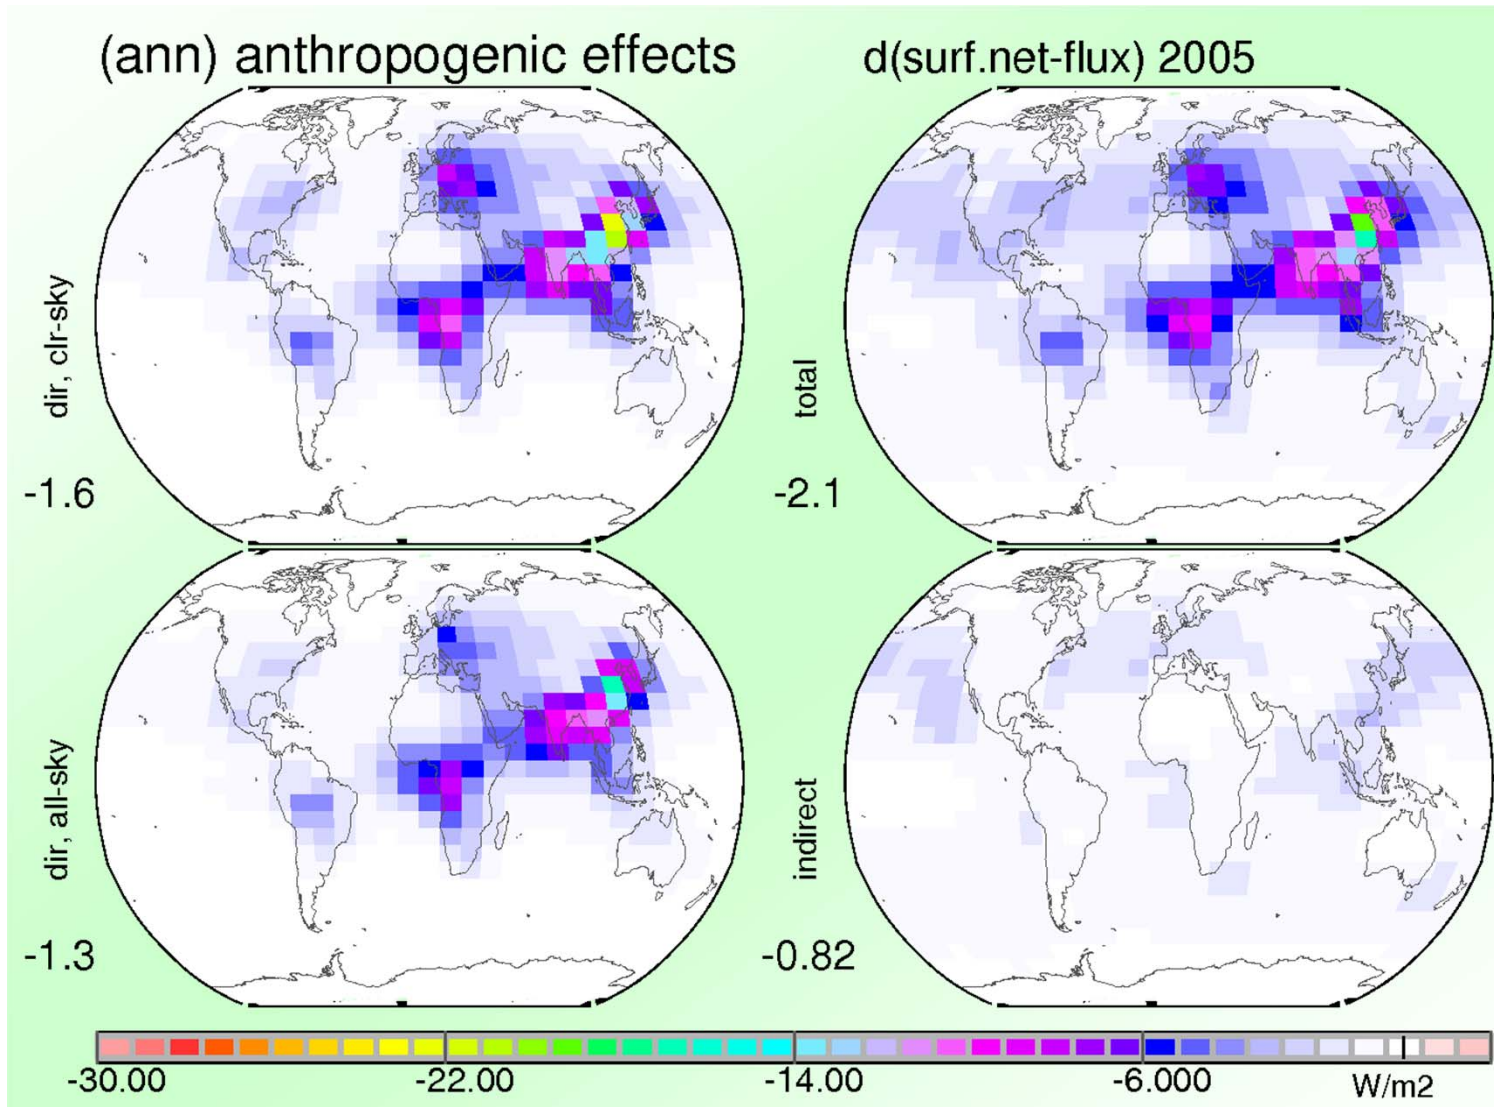 (ann) anthropogenic effects
d(surf.net-flux) 2005
dir, clr-sky
-1.6
total
-2.1
dir, all-sky
-1.3
indirect
-0.82
-30.00 -22.00 -14.00 -6.000 W/m2